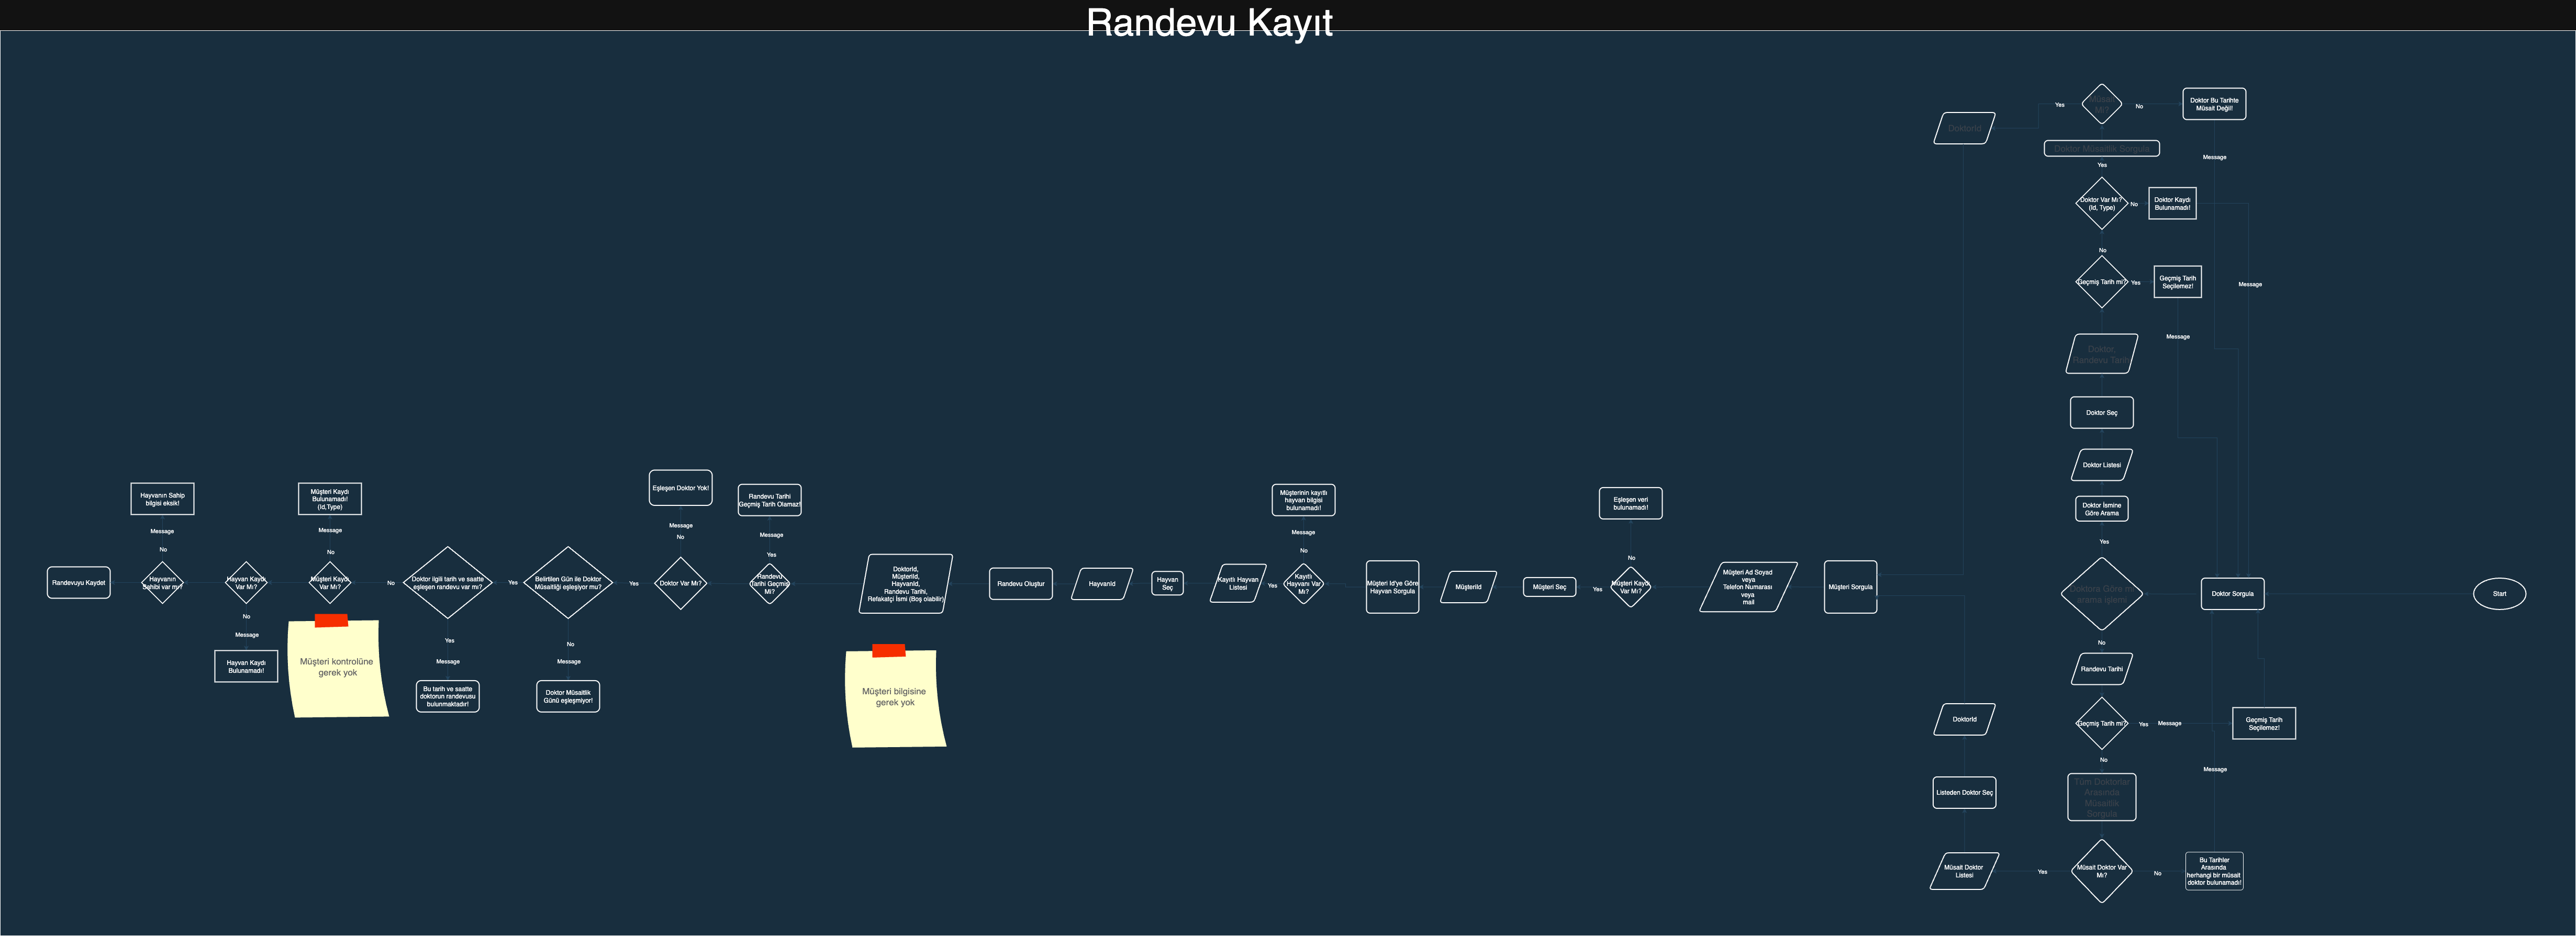 Randevu Kayıt
Start
Doktor Sorgula
Doktora Göre mi
arama işlemi
Yes
Doktor İsmine
Göre Arama
Doktor Listesi
Doktor Seç
Doktor,
Randevu Tarihi
Geçmiş Tarih mi?
Yes
Geçmiş Tarih
Seçilemez!
Message
No
Doktor Var Mı?
(Id, Type)
No
Doktor Kaydı
Bulunamadı!
Message
Yes
Doktor Müsaitlik Sorgula
Müsait
Mi?
No
Doktor Bu Tarihte
Müsait Değil!
Message
Yes
DoktorId
No
Randevu Tarihi
Geçmiş Tarih mi?
Yes
Message
Geçmiş Tarih
Seçilemez!
No
Tüm Doktorlar
Arasında
Müsaitlik
Sorgula
Müsait Doktor Var
Mı?
No
Bu Tarihler
Arasında
herhangi bir müsait
doktor bulunamadı!
Message
Yes
Müsait Doktor
Listesi
Listeden Doktor Seç
DoktorId
Müşteri Sorgula
Müşteri Ad Soyad
veya
Telefon Numarası
veya
mail
Müşteri Kaydı
Var Mı?
No
Eşleşen veri
bulunamadı!
Yes
Müşteri Seç
MüşteriId
Müşteri Id'ye Göre
Hayvan Sorgula
Kayıtlı
Hayvanı Var
Mı?
No
Message
Müşterinin kayıtlı
hayvan bilgisi
bulunamadı!
Yes
Kayıtlı Hayvan
Listesi
Hayvan
Seç
HayvanId
Randevu Oluştur
DoktorId,
MüşteriId,
HayvanId,
Randevu Tarihi,
Refakatçi İsmi (Boş olabilir)
Müşteri bilgisine
gerek yok
Randevu
Tarihi Geçmiş
Mi?
Yes
Message
Randevu Tarihi
Geçmiş Tarih Olamaz!
Doktor Var Mı?
No
Message
Eşleşen Doktor Yok!
Yes
Belirtilen Gün ile Doktor
Müsaitliği eşleşiyor mu?
No
Message
Doktor Müsaitlik
Günü eşleşmiyor!
Yes
Doktor ilgili tarih ve saatte
eşleşen randevu var mı?
Yes
Message
Bu tarih ve saatte
doktorun randevusu
bulunmaktadır!
No
Müşteri Kaydı
Var Mı?
No
Message
Müşteri Kaydı
Bulunamadı!
(Id,Type)
Müşteri kontrolüne
gerek yok
Hayvan Kaydı
Var Mı?
No
Message
Hayvan Kaydı
Bulunamadı!
Hayvanın
Sahibi var mı?
No
Message
Hayvanın Sahip
bilgisi eksik!
Randevuyu Kaydet